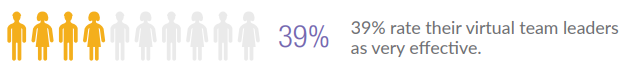 39%
39% rate their virtual team leaders
as very effective.